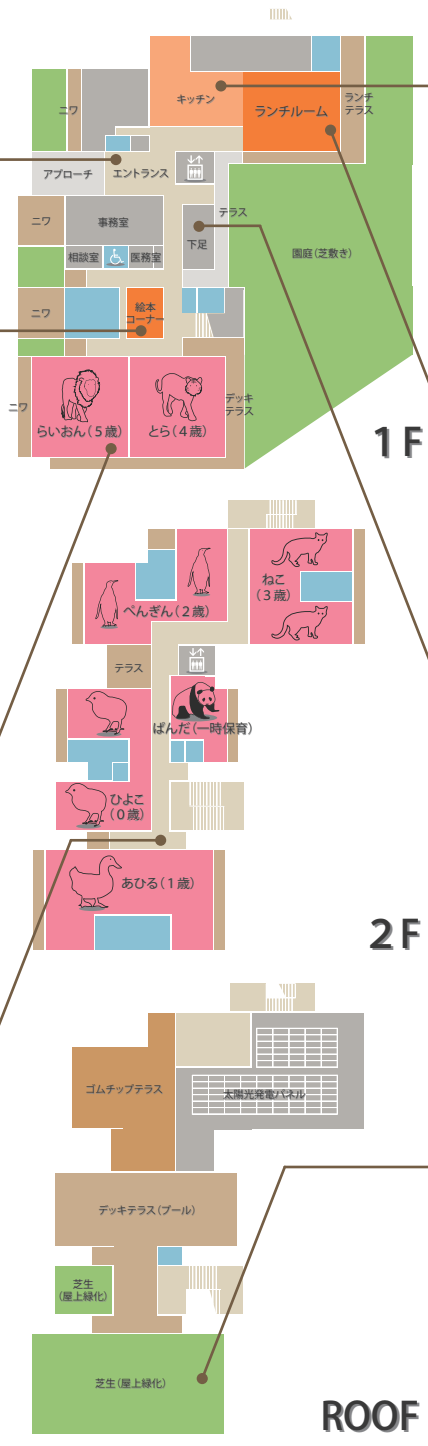 キッチン
ランチルーム
ランチ
テラス
ニワ
アプローチ
エントランス
テラス
ニワ
事務室
下足
園庭(芝敷き)
相談室
医務室
ニワ
絵本
コーナー
ニワ
デッキ
テラス
らいおん(5歳)
とら(4歳)
1F
ねこ
(3歳)
ぺんぎん(2歳)
テラス
ぱんだ(一時保育)
ひよこ
(0歳)
あひる(1歳)
2F
ゴムチップテラス
太陽光発電パネル
デッキテラス(プール)
芝生
(屋上緑化)
芝生(屋上緑化)
ROOF